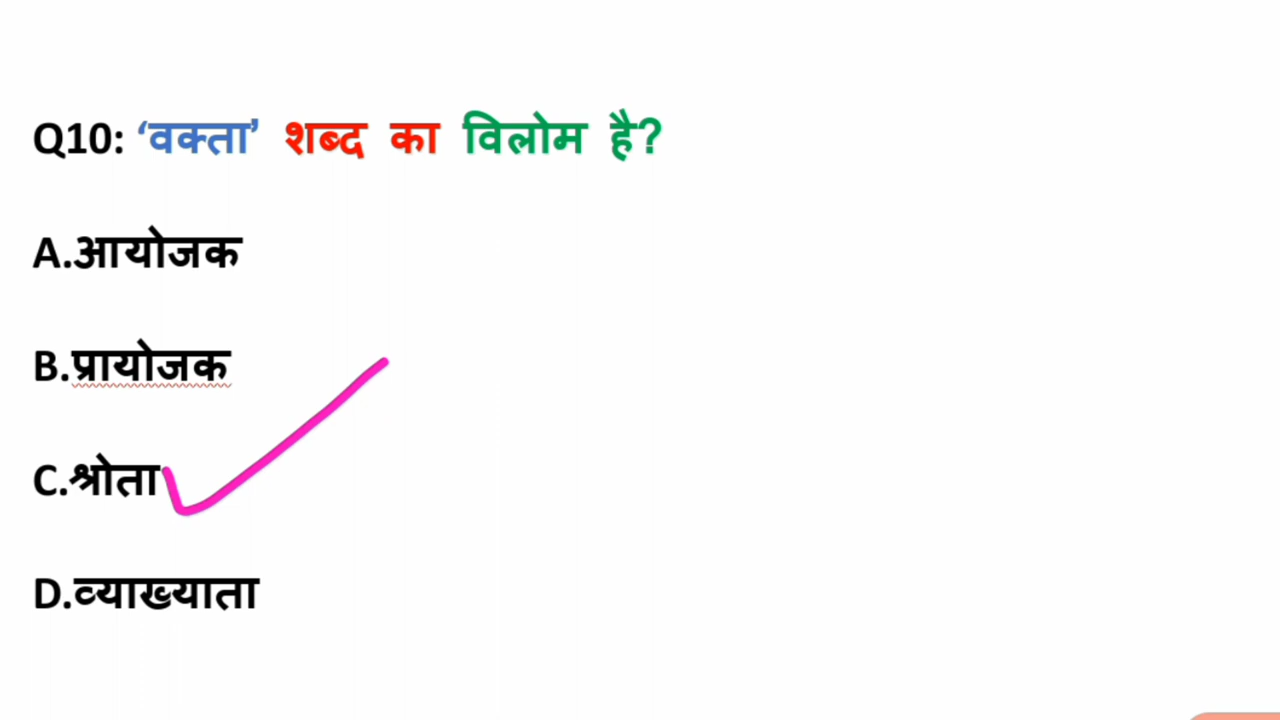 Q10: ‘वक्ता’ शब्द का विलोम है?
A.आयोजक
B.प्रायोजक
C.श्रोता
D.व्याख्याता